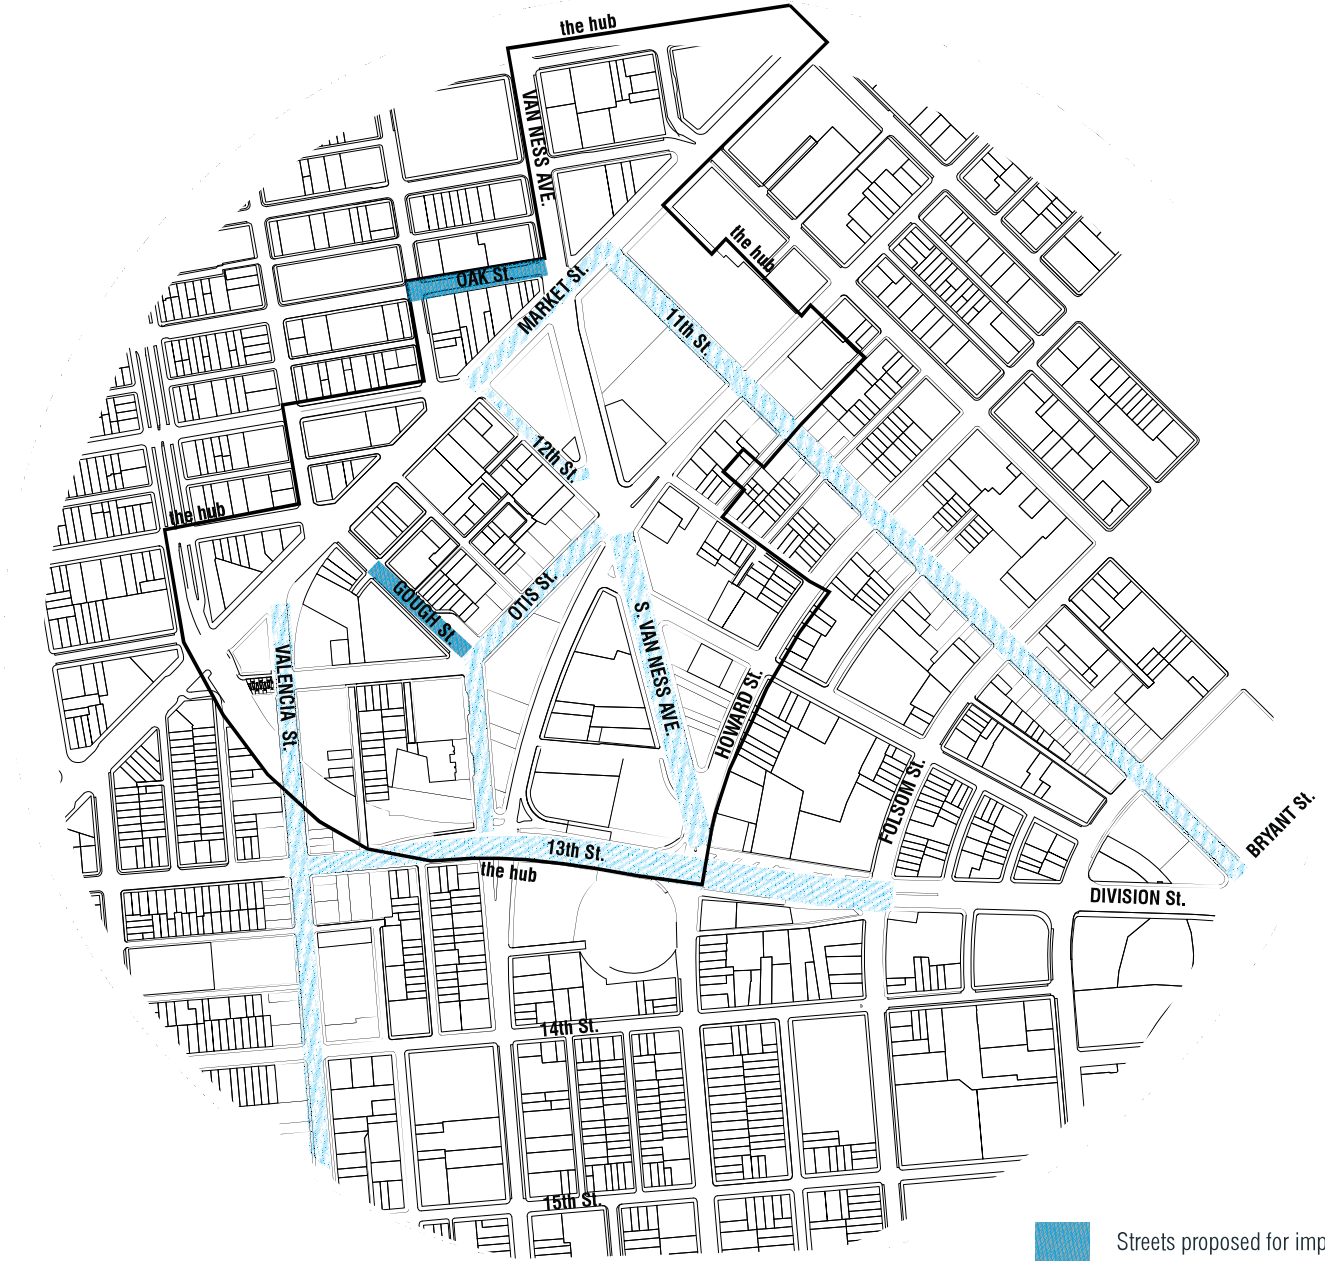 the hub
VAN NESS AVE.
the hub
OAK St.
MARKET St.
11th St.
12th St.
the hub
GOUGH St.
OTIS St.
S. VAN NESS AVE.
VALENCIA St.
HOWARD St.
FOLSOM St.
BRYANT St.
13th St.
the hub
DIVISION St.
14th St.
15th St.
Streets proposed for imp